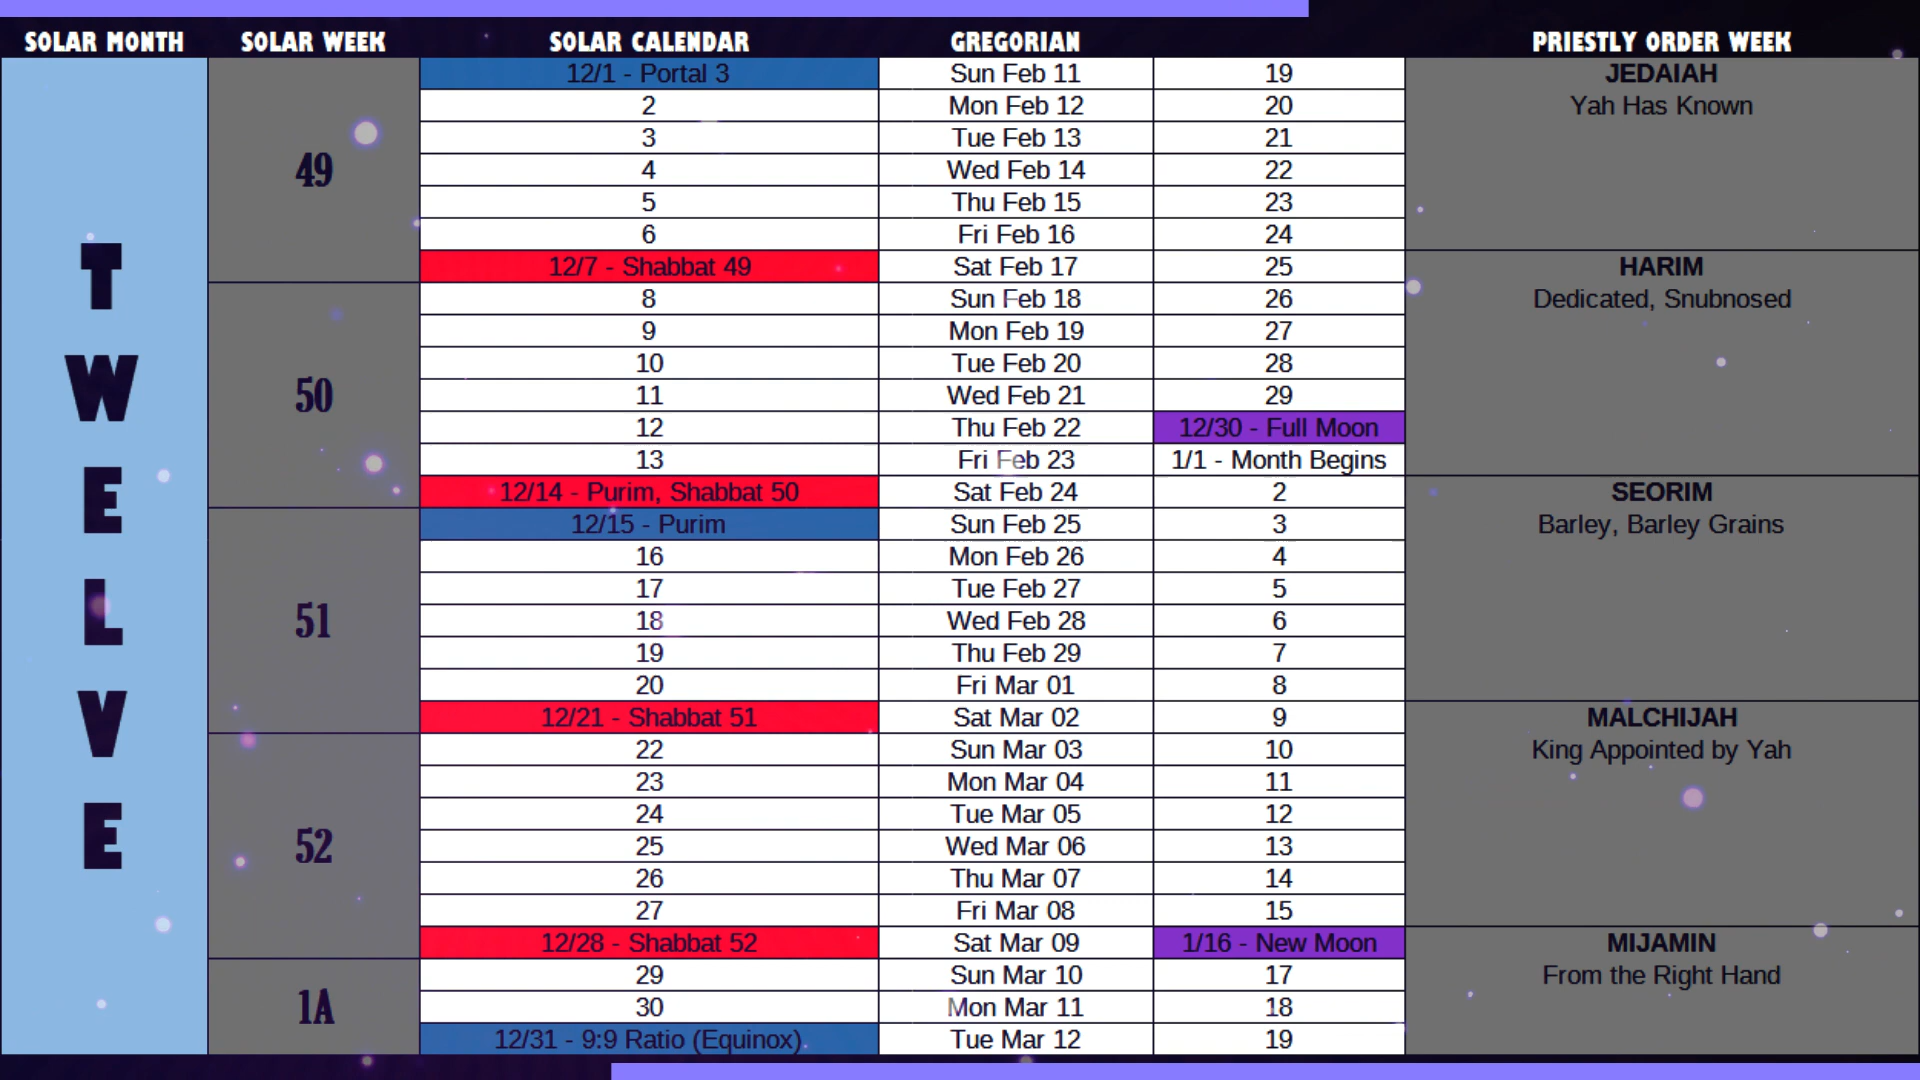 SOLAR MONTH SOLAR WEEK SOLAR CALENDAR GREGORIAN PRIESTLY ORDER WEEK
TWELVE
49
12/1 - Portal 3 Sun Feb 11 19 JEDAIAH
2 Mon Feb 12 20 Yah Has Known
3 Tue Feb 13 21
4 Wed Feb 14 22
5 Thu Feb 15 23
6 Fri Feb 16 24
12/7 - Shabbat 49 Sat Feb 17 25 HARIM
50
8 Sun Feb 18 26 Dedicated, Snubnosed
9 Mon Feb 19 27
10 Tue Feb 20 28
11 Wed Feb 21 29
12 Thu Feb 22 12/30 - Full Moon
13 Fri Feb 23 1/1 - Month Begins
12/14 - Purim, Shabbat 50 Sat Feb 24 2 SEORIM
51
12/15 - Purim Sun Feb 25 3 Barley, Barley Grains
16 Mon Feb 26 4
17 Tue Feb 27 5
18 Wed Feb 28 6
19 Thu Feb 29 7
20 Fri Mar 01 8
12/21 - Shabbat 51 Sat Mar 02 9 MALCHIJAH
52
22 Sun Mar 03 10 King Appointed by Yah
23 Mon Mar 04 11
24 Tue Mar 05 12
25 Wed Mar 06 13
26 Thu Mar 07 14
27 Fri Mar 08 15
12/28 - Shabbat 52 Sat Mar 09 1/16 - New Moon MIJAMIN
1A
29 Sun Mar 10 17 From the Right Hand
30 Mon Mar 11 18
12/31 - 9:9 Ratio (Equinox) Tue Mar 12 19